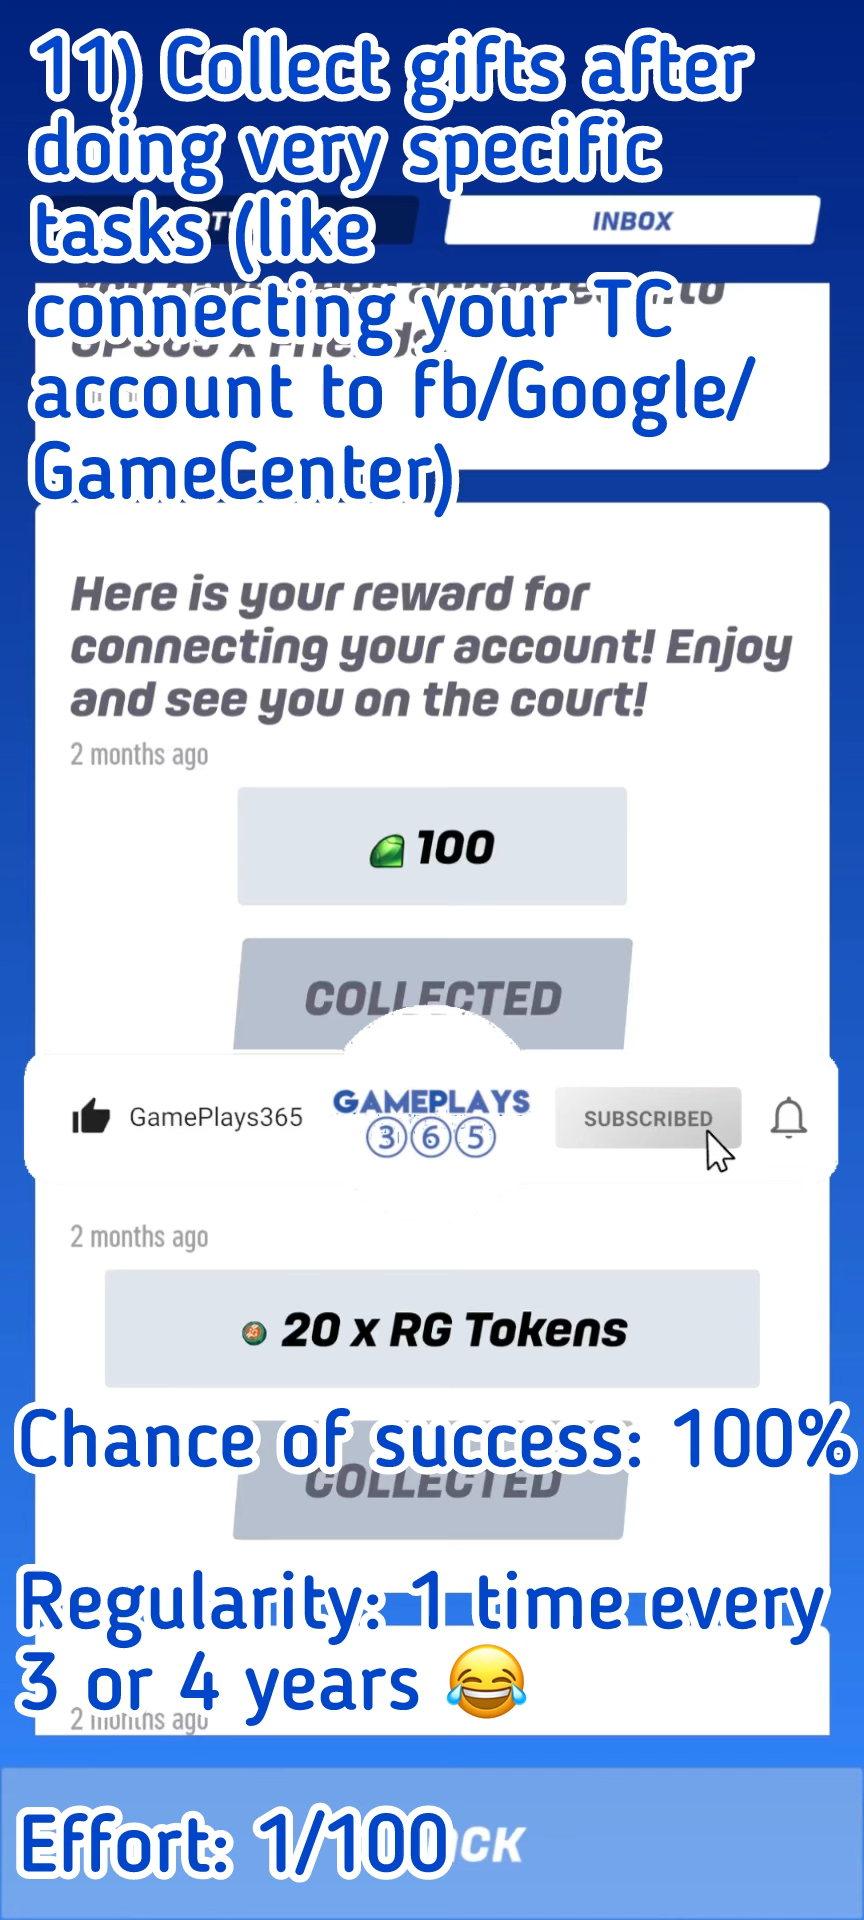 11) Collect gifts after
doing very specific
tasks (like
INBOX
connecting your TC
account to fb/Google/
GameCenter)
Here is your reward for
connecting your account! Enjoy
and see you on the court!
2 months ago
100
COLLECTED
GamePlays365
GAMEPLAYS
365
SUBSCRIBED
2 months ago
20 x RG Tokens
Chance of success: 100%
COLLECTED
Regularity: 1 time every
3 or 4 years 😂
2 months ago
Effort: 1/100